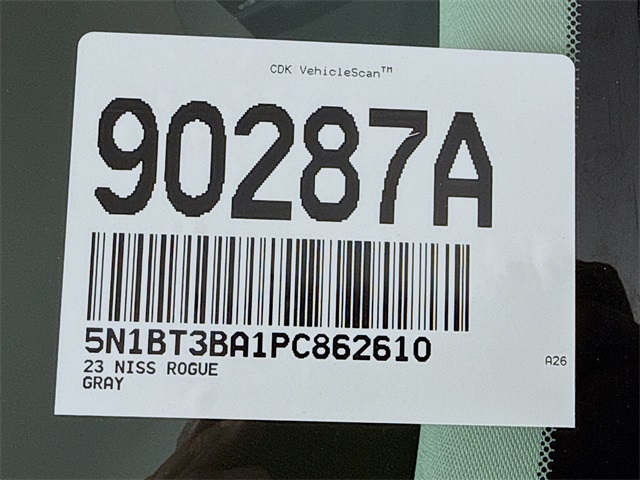 CDK VehicleScan™
90287A
5N1BT3BA1PC862610
23 NISS ROGUE
GRAY
A26